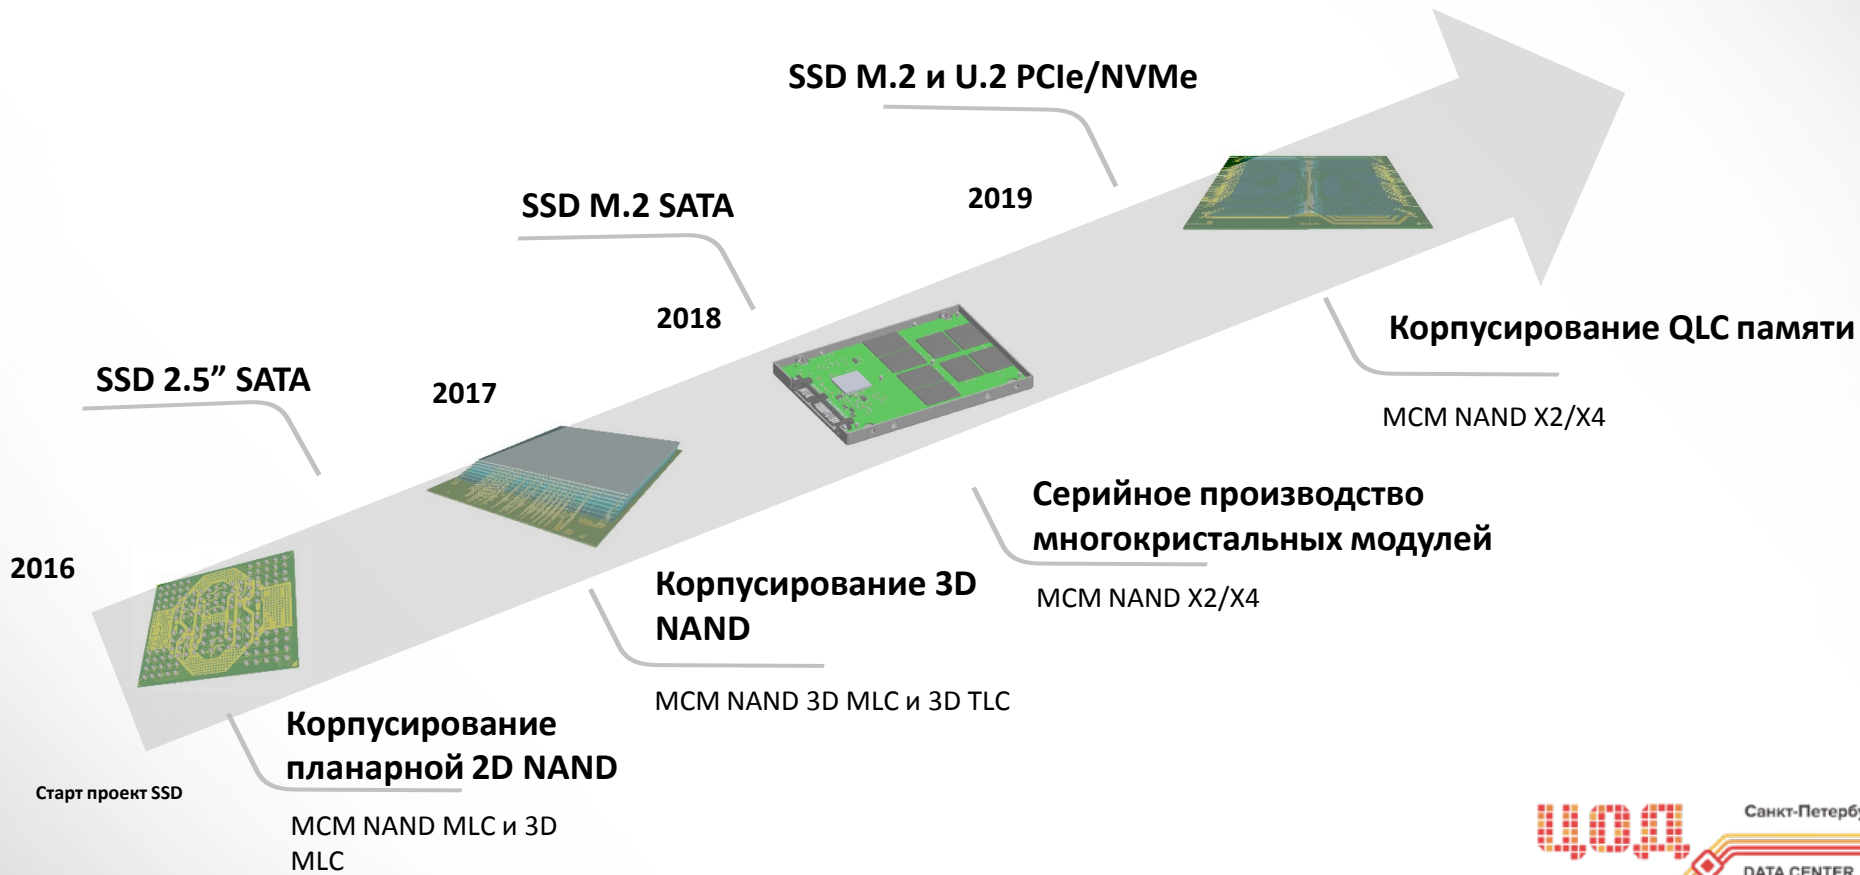 SSD M.2 и U.2 PCIe/NVMe
SSD M.2 SATA
2019
2018
Корпусирование QLC памяти
SSD 2.5” SATA
2017
MCM NAND X2/X4
Серийное производство
многокристальных модулей
2016
Корпусирование 3D
NAND
MCM NAND X2/X4
MCM NAND 3D MLC и 3D TLC
Корпусирование
планарной 2D NAND
Старт проект SSD
MCM NAND MLC и 3D
MLC
ЦОД
DATA CENTER